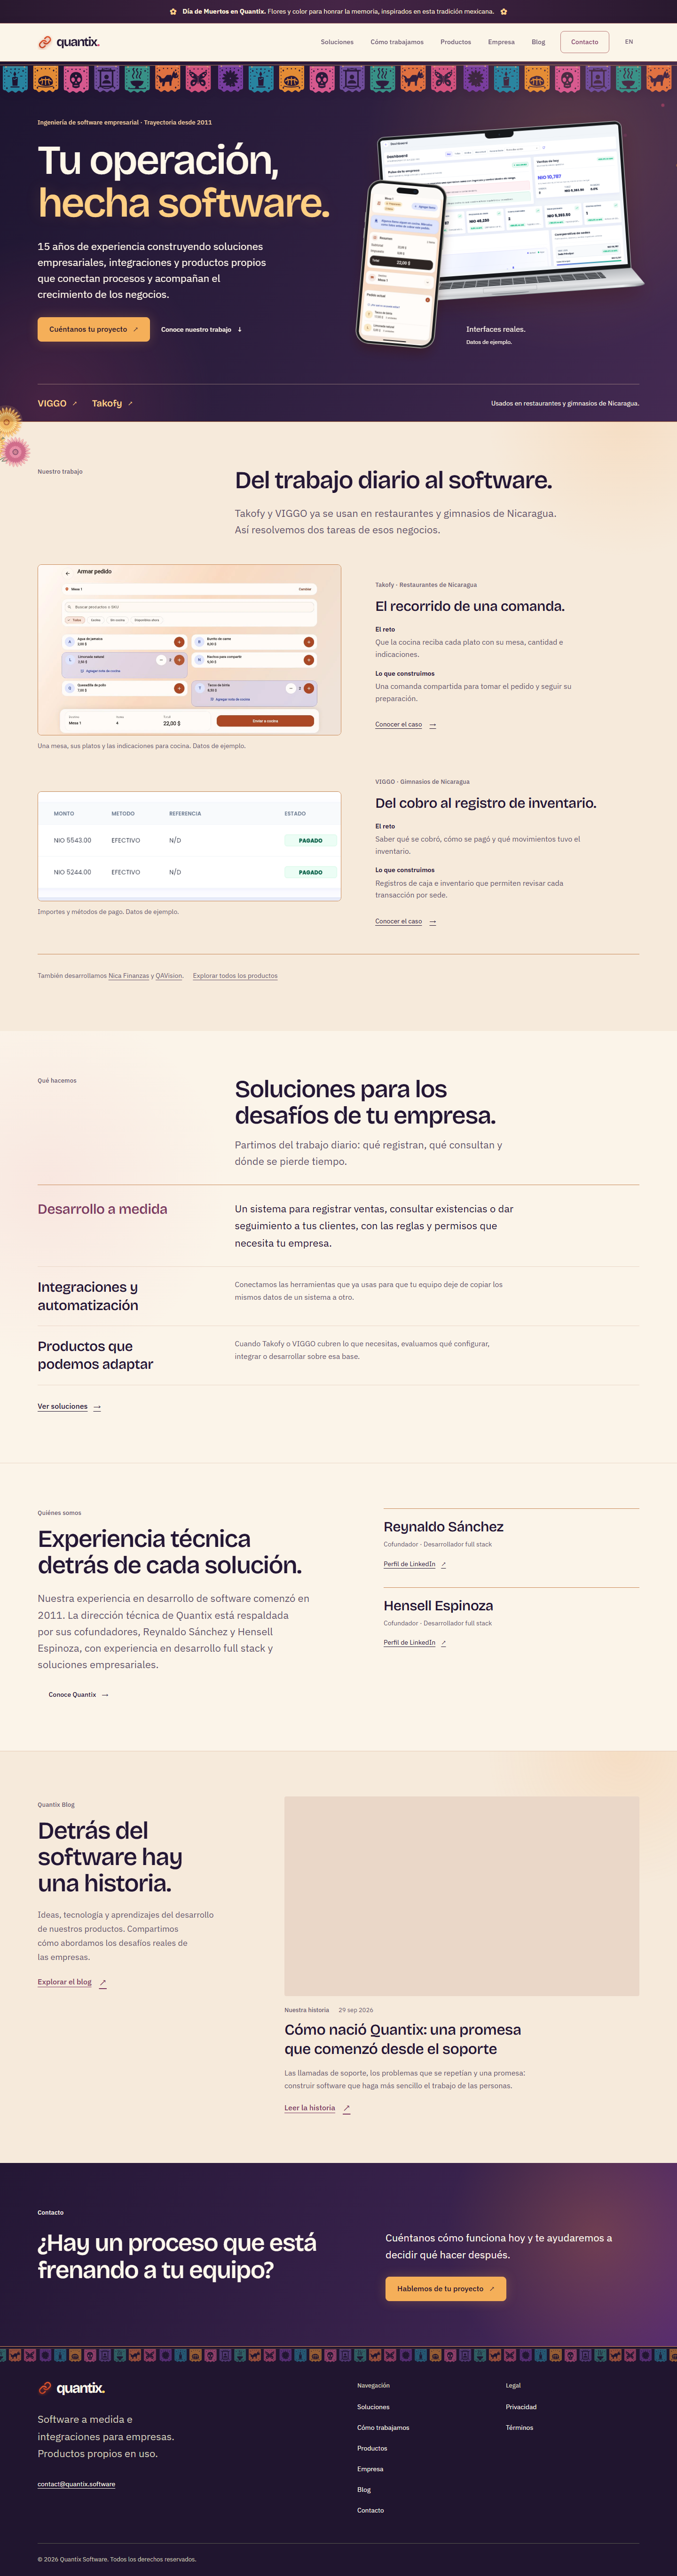 Día de Muertos en Quantix. Flores y color para honrar la memoria, inspirados en esta tradición mexicana.
quantix.
Soluciones
Cómo trabajamos
Productos
Empresa
Blog
Contacto
EN
Ingeniería de software empresarial · Trayectoria desde 2011
Tu operación,
hecha software.
15 años de experiencia construyendo soluciones
empresariales, integraciones y productos propios
que conectan procesos y acompañan el
crecimiento de los negocios.
Cuéntanos tu proyecto ↗
Conoce nuestro trabajo ↓
Dashboard
Interfaces reales.
Datos de ejemplo.
VIGGO ↗
Takofy ↗
Usados en restaurantes y gimnasios de Nicaragua.
Nuestro trabajo
Del trabajo diario al software.
Takofy y VIGGO ya se usan en restaurantes y gimnasios de Nicaragua.
Así resolvemos dos tareas de esos negocios.
← Armar pedido
Mesa 1
Cambiar
Buscar productos o SKU
Enviar a cocina
Mesa 1
4
22,00 $
Una mesa, sus platos y las indicaciones para cocina. Datos de ejemplo.
Takofy · Restaurantes de Nicaragua
El recorrido de una comanda.
El reto
Que la cocina reciba cada plato con su mesa, cantidad e
indicaciones.
Lo que construimos
Una comanda compartida para tomar el pedido y seguir su
preparación.
Conocer el caso →
MONTO
METODO
REFERENCIA
ESTADO
NIO 5543.00
EFECTIVO
N/D
PAGADO
NIO 5244.00
EFECTIVO
N/D
PAGADO
Importes y métodos de pago. Datos de ejemplo.
VIGGO · Gimnasios de Nicaragua
Del cobro al registro de inventario.
El reto
Saber qué se cobró, cómo se pagó y qué movimientos tuvo el
inventario.
Lo que construimos
Registros de caja e inventario que permiten revisar cada
transacción por sede.
Conocer el caso →
También desarrollamos Nica Finanzas y QAVision.
Explorar todos los productos
Qué hacemos
Soluciones para los
desafíos de tu empresa.
Partimos del trabajo diario: qué registran, qué consultan y
dónde se pierde tiempo.
Desarrollo a medida
Un sistema para registrar ventas, consultar existencias o dar
seguimiento a tus clientes, con las reglas y permisos que
necesita tu empresa.
Integraciones y
automatización
Conectamos las herramientas que ya usas para que tu equipo deje de copiar los
mismos datos de un sistema a otro.
Productos que
podemos adaptar
Cuando Takofy o VIGGO cubren lo que necesitas, evaluamos qué configurar,
integrar o desarrollar sobre esa base.
Ver soluciones →
Quiénes somos
Experiencia técnica
detrás de cada solución.
Nuestra experiencia en desarrollo de software comenzó en
2011. La dirección técnica de Quantix está respaldada
por sus cofundadores, Reynaldo Sánchez y Hensell
Espinoza, con experiencia en desarrollo full stack y
soluciones empresariales.
Conoce Quantix →
Reynaldo Sánchez
Cofundador · Desarrollador full stack
Perfil de LinkedIn ↗
Hensell Espinoza
Cofundador · Desarrollador full stack
Perfil de LinkedIn ↗
Quantix Blog
Detrás del
software hay
una historia.
Ideas, tecnología y aprendizajes del desarrollo
de nuestros productos. Compartimos
cómo abordamos los desafíos reales de
las empresas.
Explorar el blog ↗
Nuestra historia
29 sep 2026
Cómo nació Quantix: una promesa
que comenzó desde el soporte
Las llamadas de soporte, los problemas que se repetían y una promesa:
construir software que haga más sencillo el trabajo de las personas.
Leer la historia ↗
Contacto
¿Hay un proceso que está
frenando a tu equipo?
Cuéntanos cómo funciona hoy y te ayudaremos a
decidir qué hacer después.
Hablemos de tu proyecto ↗
quantix.
Software a medida e
integraciones para empresas.
Productos propios en uso.
contact@quantix.software
Navegación
Soluciones
Cómo trabajamos
Productos
Empresa
Blog
Contacto
Legal
Privacidad
Términos
© 2026 Quantix Software. Todos los derechos reservados.